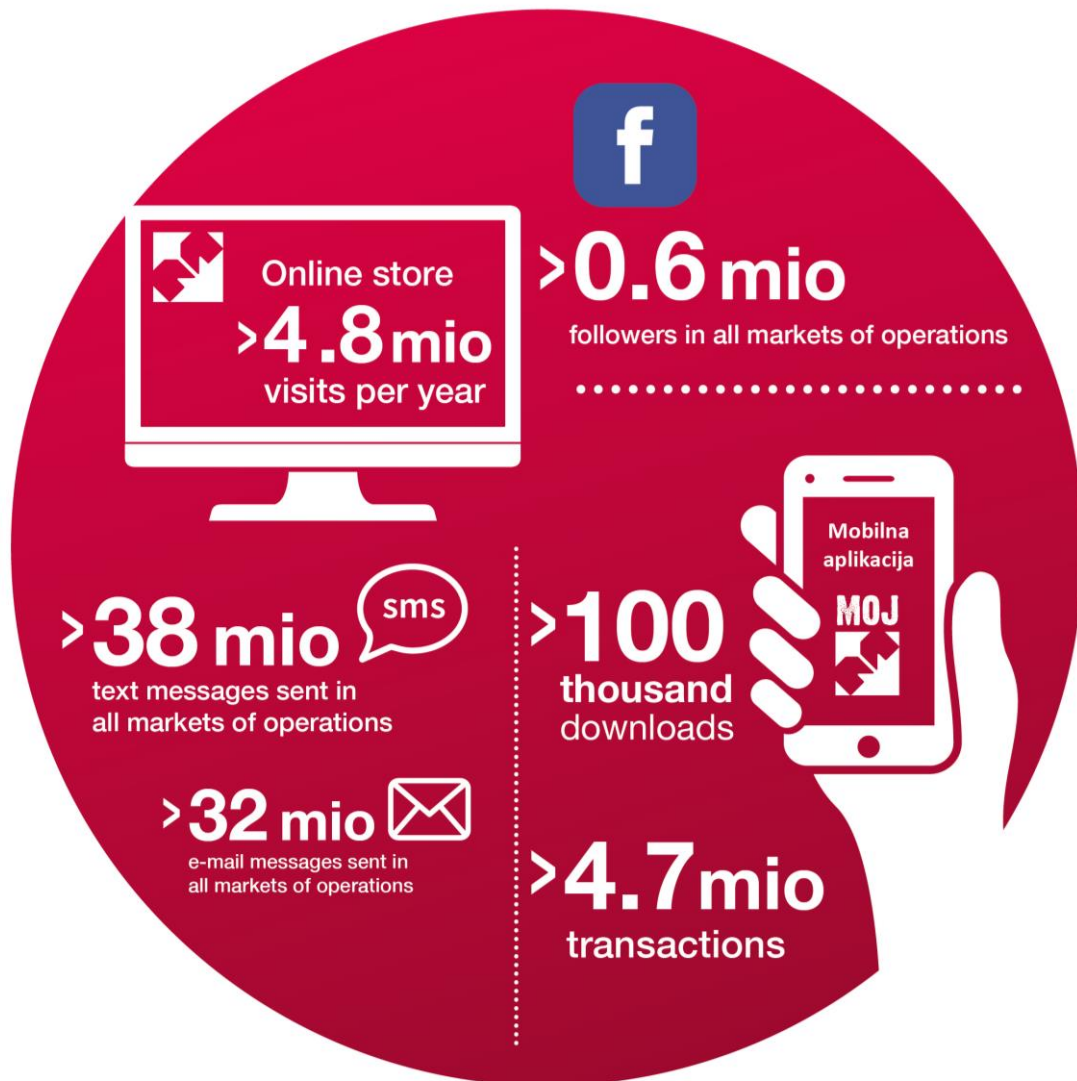 f
>0.6 mio
followers in all markets of operations
Online store
>4.8 mio
visits per year
>38 mio
sms
text messages sent in
all markets of operations
>32 mio
e-mail messages sent in
all markets of operations
Mobilna
aplikacija
MOJ
>100
thousand
downloads
>4.7 mio
transactions